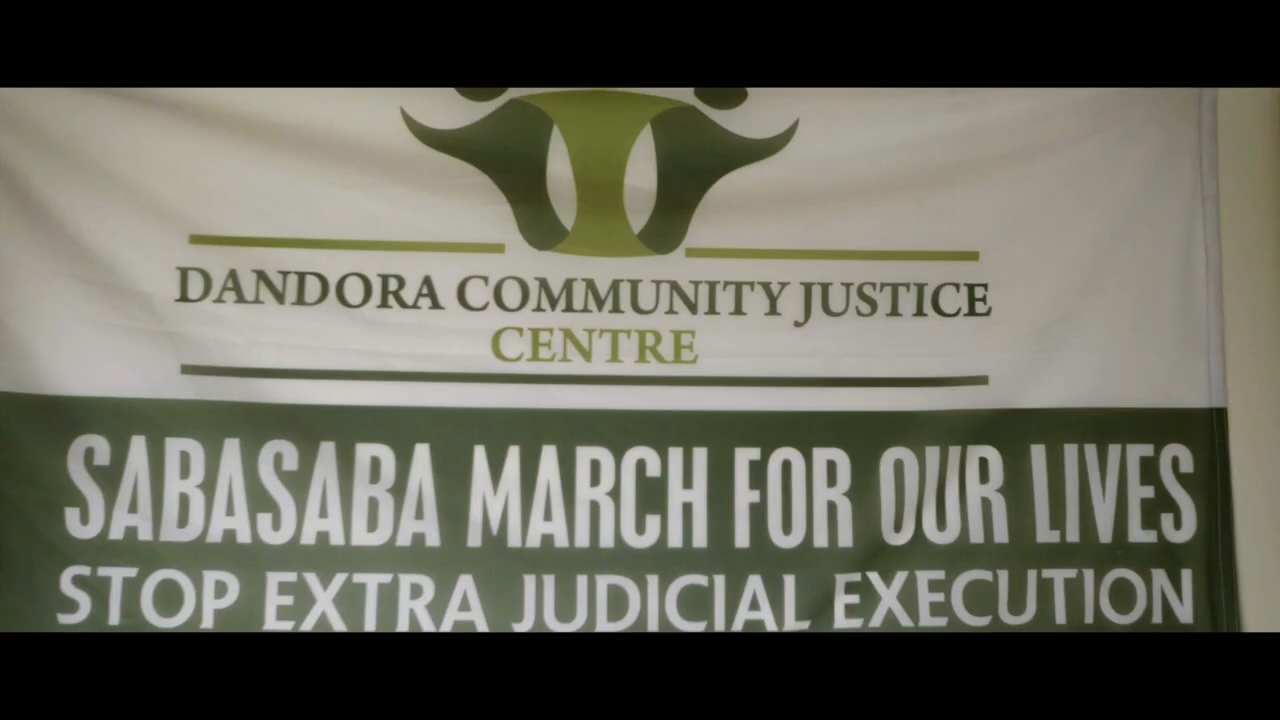 DANDORA COMMUNITY JUSTICE
CENTRE
SABASABA MARCH FOR OUR LIVES
STOP EXTRA JUDICIAL EXECUTION